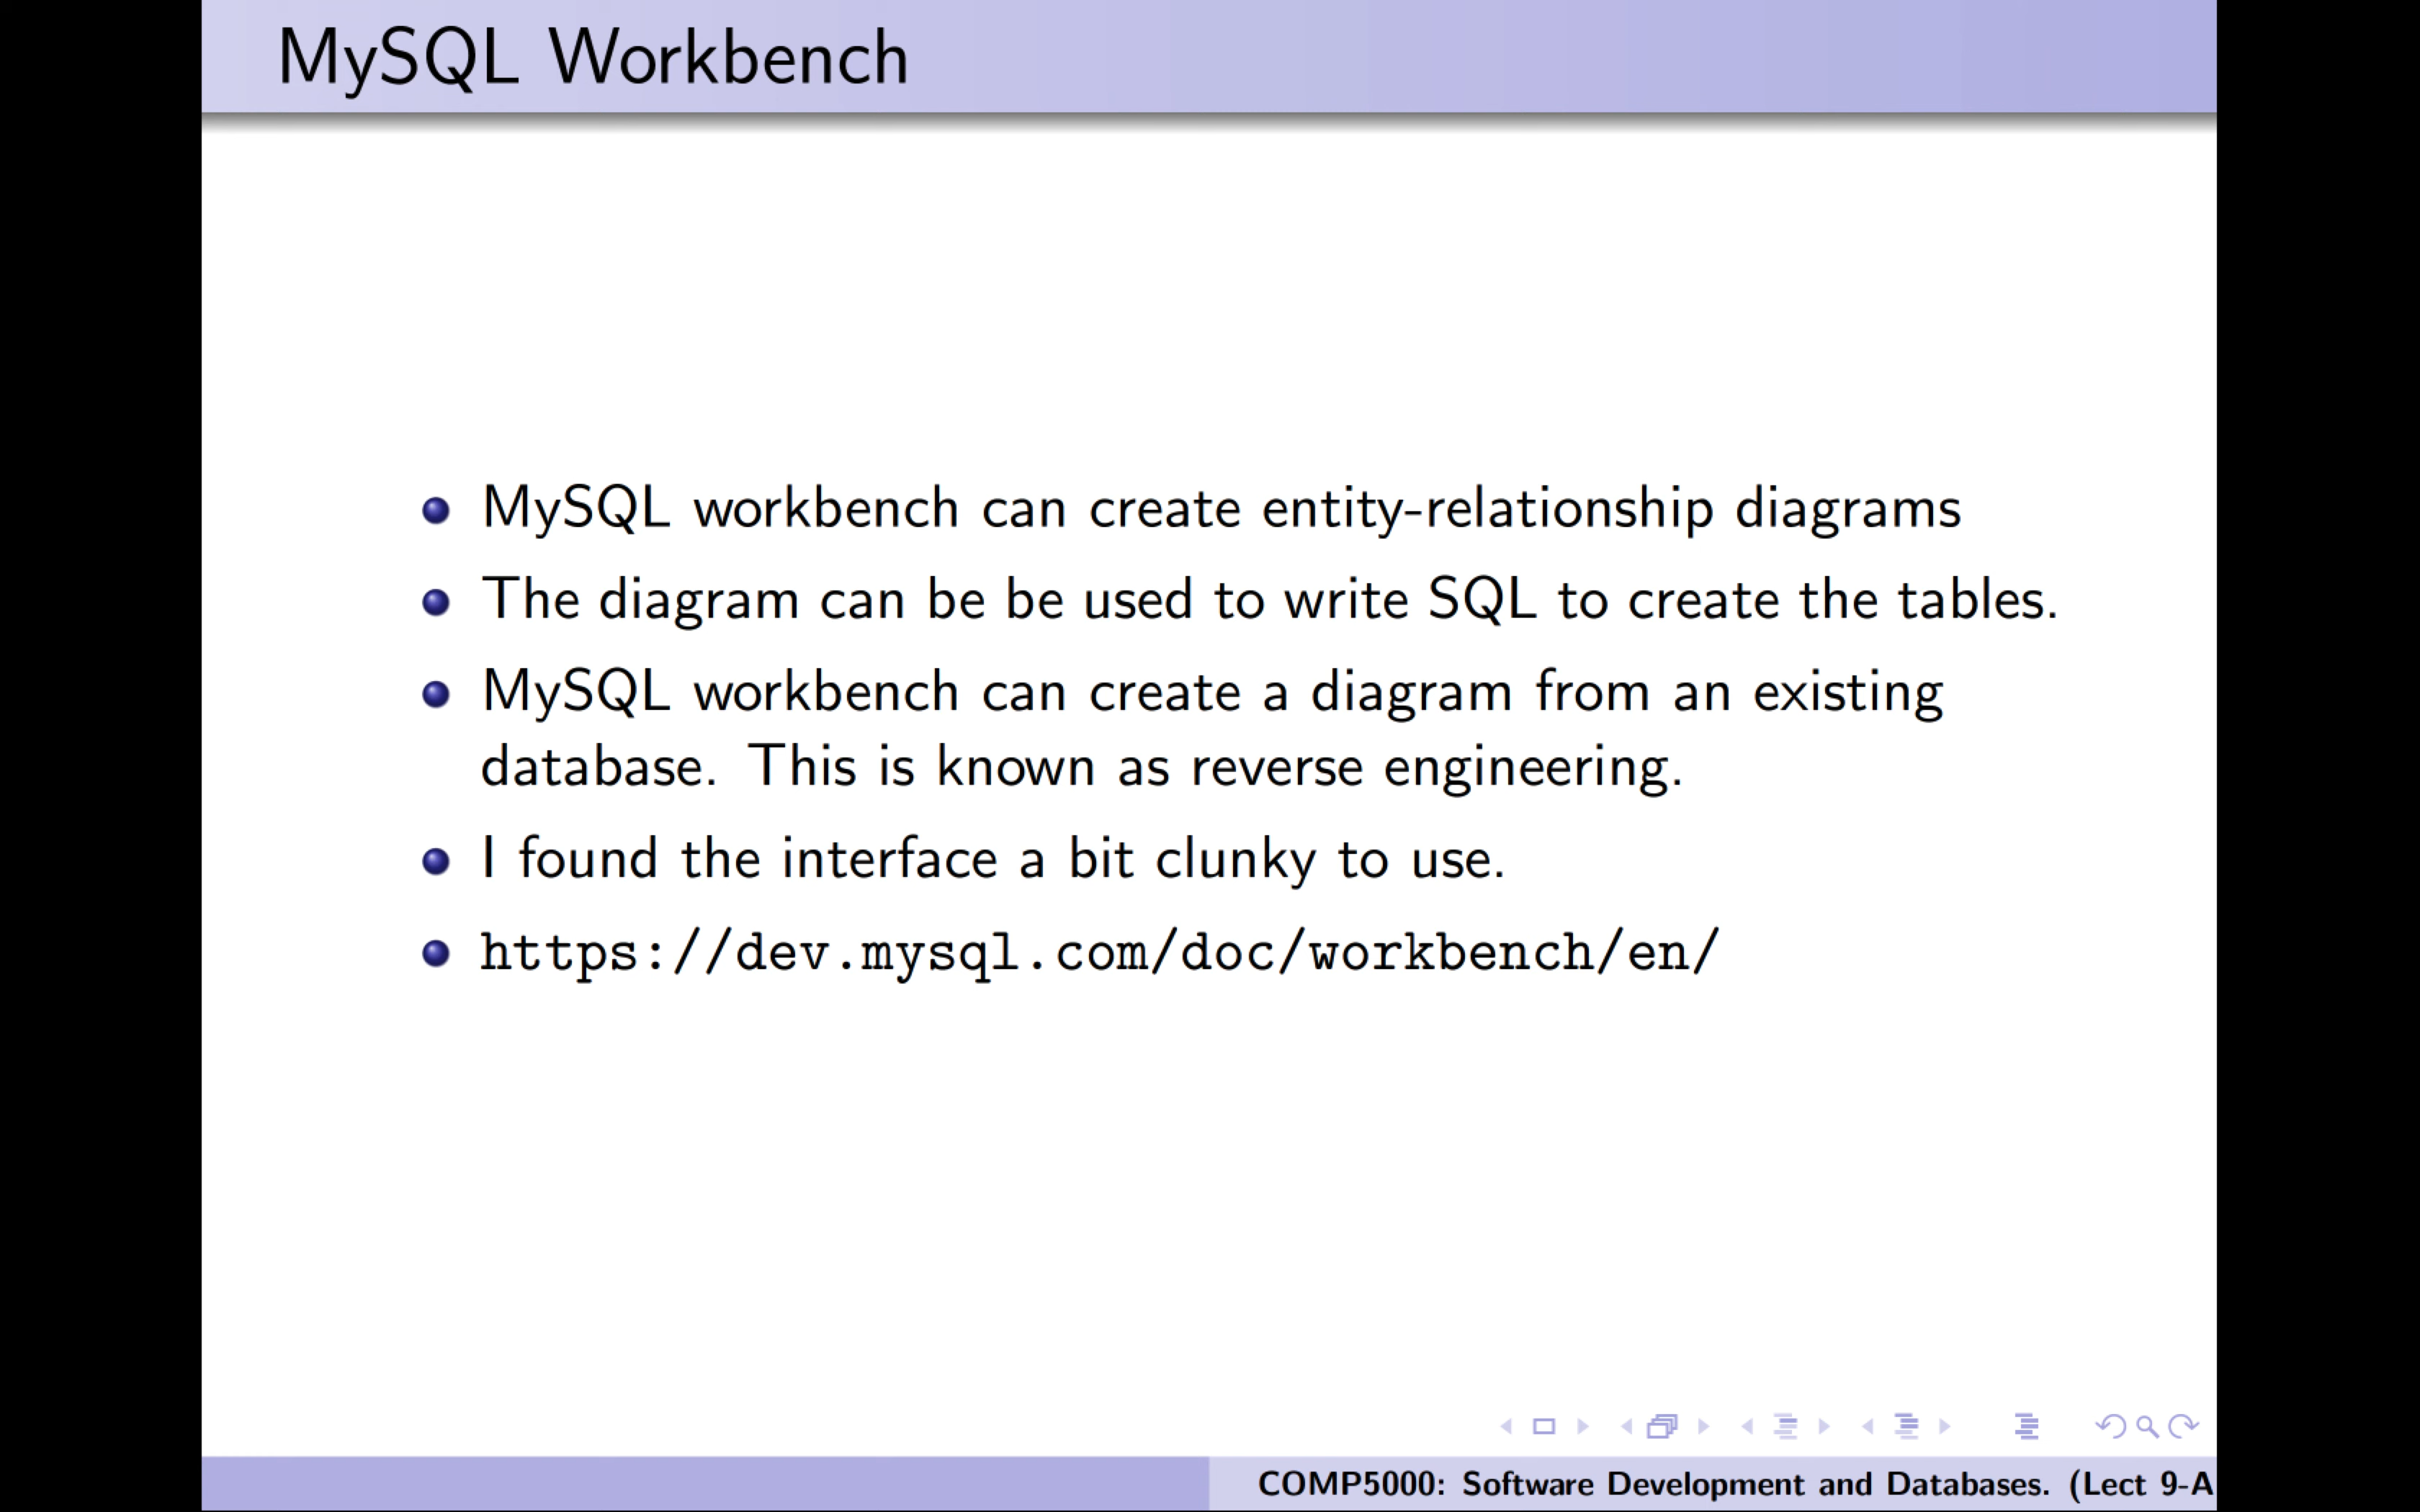 MySQL Workbench
MySQL workbench can create entity-relationship diagrams
The diagram can be be used to write SQL to create the tables.
MySQL workbench can create a diagram from an existing
database. This is known as reverse engineering.
I found the interface a bit clunky to use.
https://dev.mysql.com/doc/workbench/en/
COMP5000: Software Development and Databases. (Lect 9-A